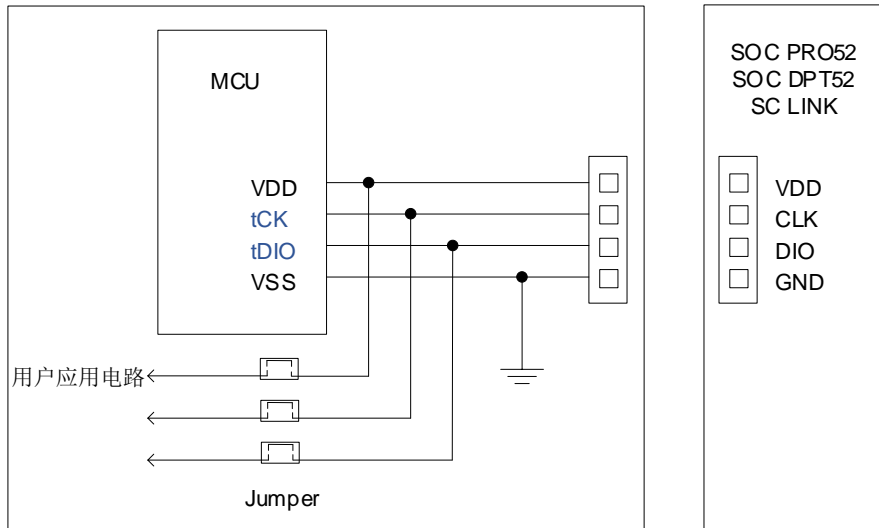 MCU
VDD
tCK
tDIO
VSS
用户应用电路
Jumper
SOC PRO52
SOC DPT52
SC LINK
VDD
CLK
DIO
GND